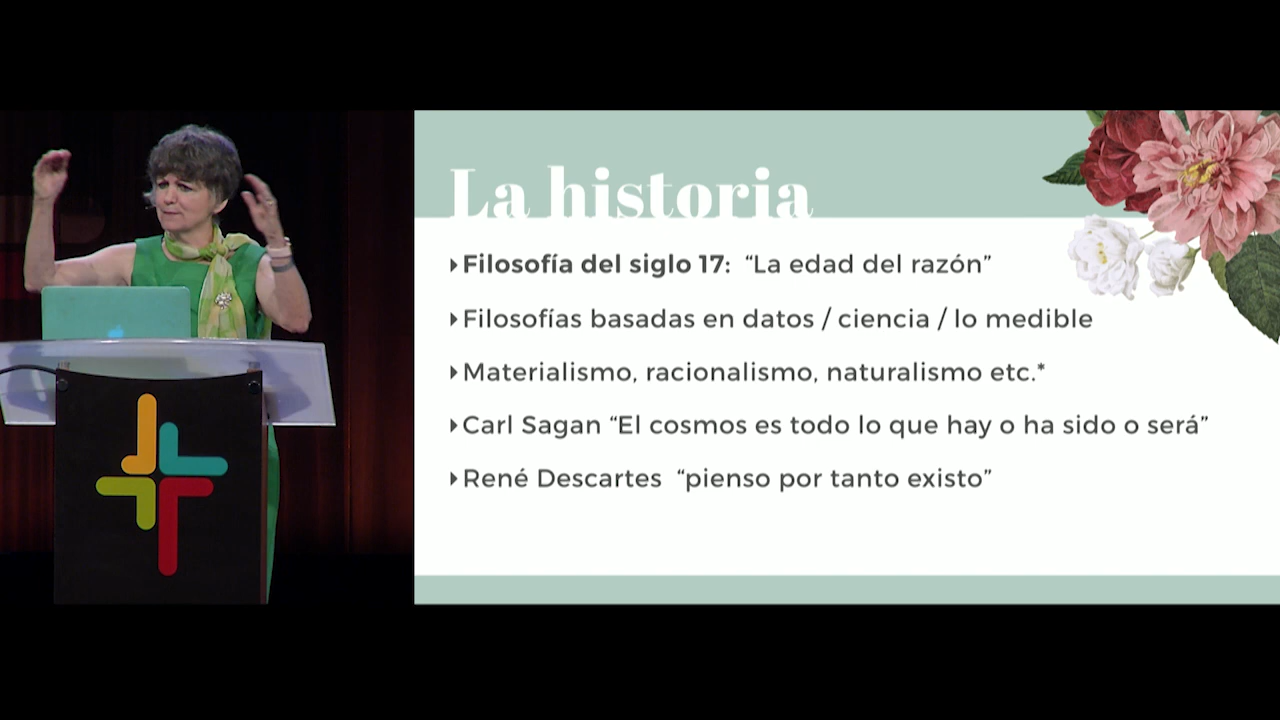 La historia
Filosofía del siglo 17: “La edad del razón”
Filosofías basadas en datos / ciencia / lo medible
Materialismo, racionalismo, naturalismo etc.*
Carl Sagan “El cosmos es todo lo que hay o ha sido o será”
René Descartes “pienso por tanto existo”